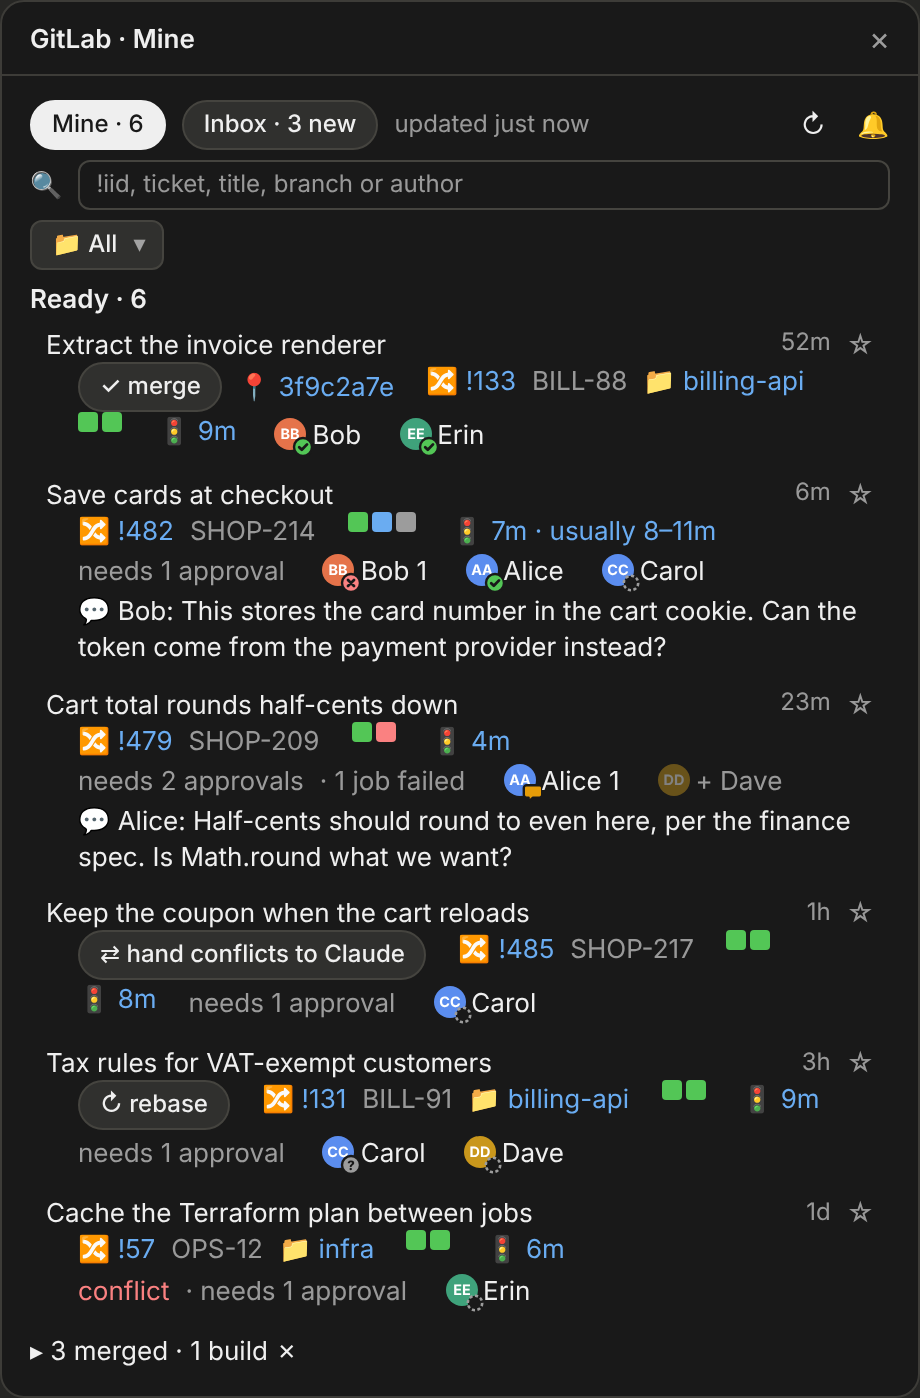 GitLab · Mine ×
Mine · 6 Inbox · 3 new updated just now ↻ 🔔
🔍 !iid, ticket, title, branch or author
📁 All ▾
Ready · 6
Extract the invoice renderer 52m ☆
✓ merge 📍 3f9c2a7e 🔀 !133 BILL-88 📁 billing-api
🚦 9m BB Bob EE Erin
Save cards at checkout 6m ☆
🔀 !482 SHOP-214 🚦 7m · usually 8–11m
needs 1 approval BB Bob 1 AA Alice CC Carol
💬 Bob: This stores the card number in the cart cookie. Can the
token come from the payment provider instead?
Cart total rounds half-cents down 23m ☆
🔀 !479 SHOP-209 🚦 4m
needs 2 approvals · 1 job failed AA Alice 1 DD + Dave
💬 Alice: Half-cents should round to even here, per the finance
spec. Is Math.round what we want?
Keep the coupon when the cart reloads 1h ☆
⇄ hand conflicts to Claude 🔀 !485 SHOP-217
🚦 8m needs 1 approval CC Carol
Tax rules for VAT-exempt customers 3h ☆
↻ rebase 🔀 !131 BILL-91 📁 billing-api 🚦 9m
needs 1 approval CC Carol ? DD Dave
Cache the Terraform plan between jobs 1d ☆
🔀 !57 OPS-12 📁 infra 🚦 6m
conflict · needs 1 approval EE Erin
▸ 3 merged · 1 build ×